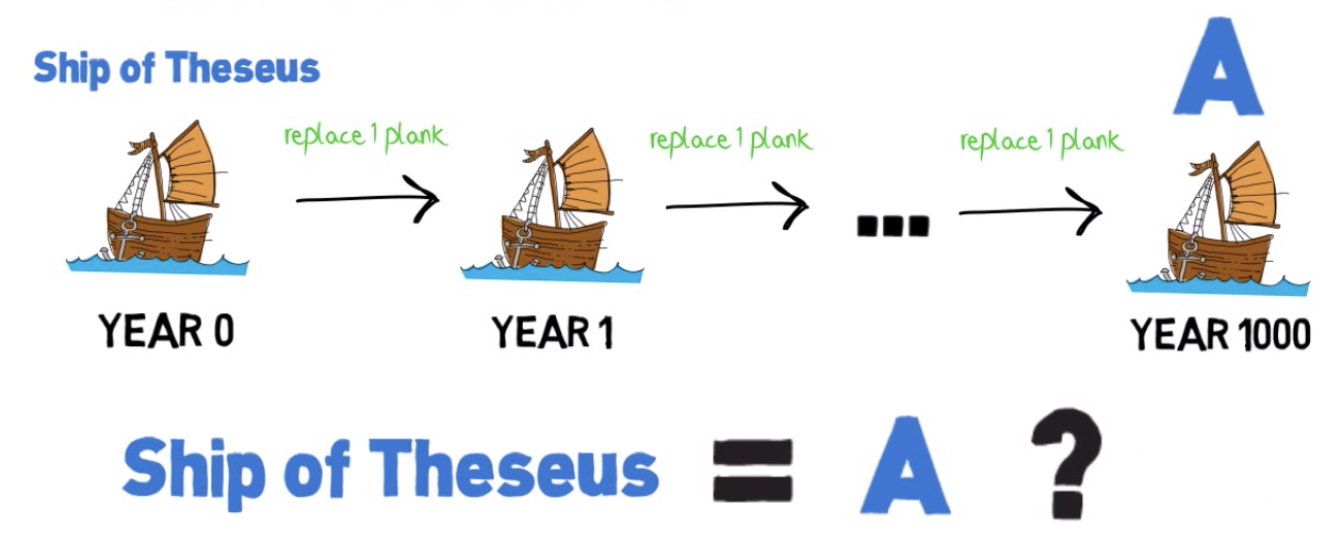 Ship of Theseus
A
replace 1 plank
replace 1 plank
replace 1 plank
...
YEAR 0
YEAR 1
YEAR 1000
Ship of Theseus = A ?